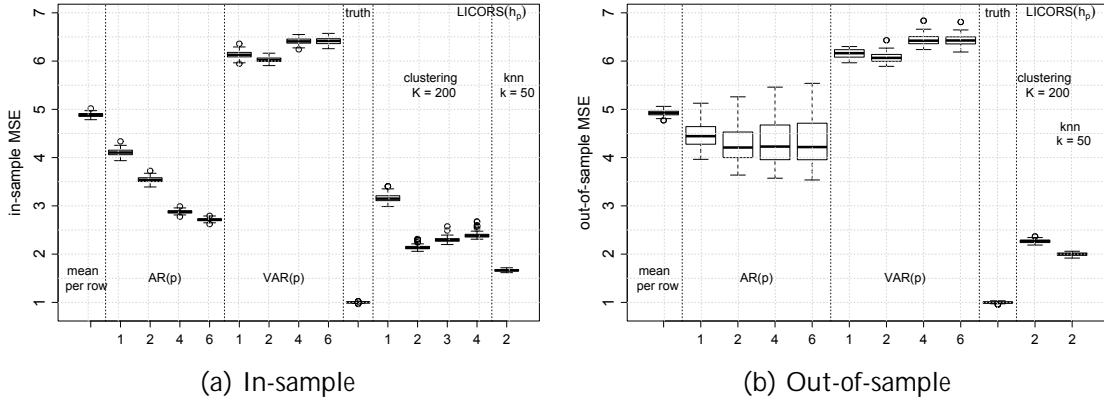 truth
LICORS(hp)
clustering
K = 200
knn
k = 50
in-sample MSE
7
6
5
4
3
2
1
mean
per row
AR(p)
VAR(p)
1 2 4 6 1 2 4 6 1 2 3 4 2
(a) In-sample
truth
LICORS(hp)
clustering
K = 200
knn
k = 50
out-of-sample MSE
7
6
5
4
3
2
1
mean
per row
AR(p)
VAR(p)
1 2 4 6 1 2 4 6 2 2
(b) Out-of-sample